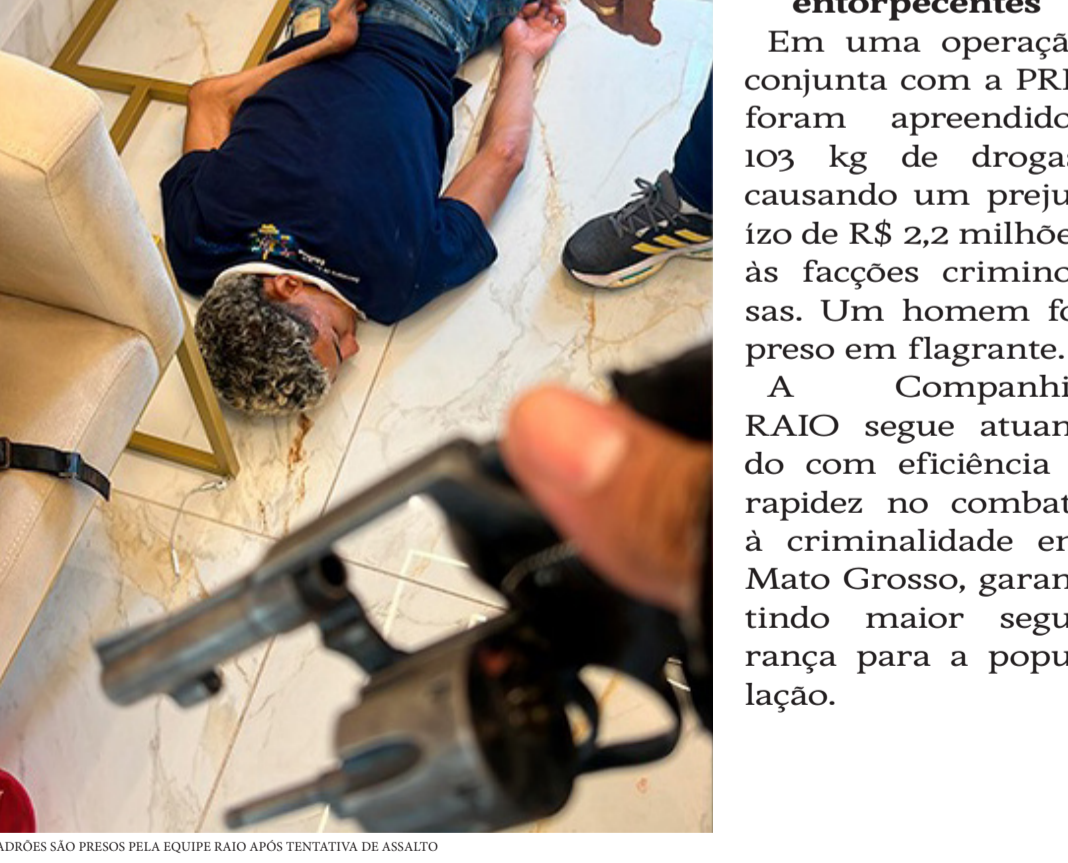 entorpecentes
Em uma operaçã
conjunta com a PRF
foram apreendido
103 kg de drogas
causando um preju
ízo de R$ 2,2 milhõe
às facções crimino
sas. Um homem fo
preso em flagrante.
A Companhi
RAIO segue atuan
do com eficiência
rapidez no combat
à criminalidade em
Mato Grosso, garan
tindo maior segu
rança para a popu
lação.
ADRÕES SÃO PRESOS PELA EQUIPE RAIO APÓS TENTATIVA DE ASSALTO